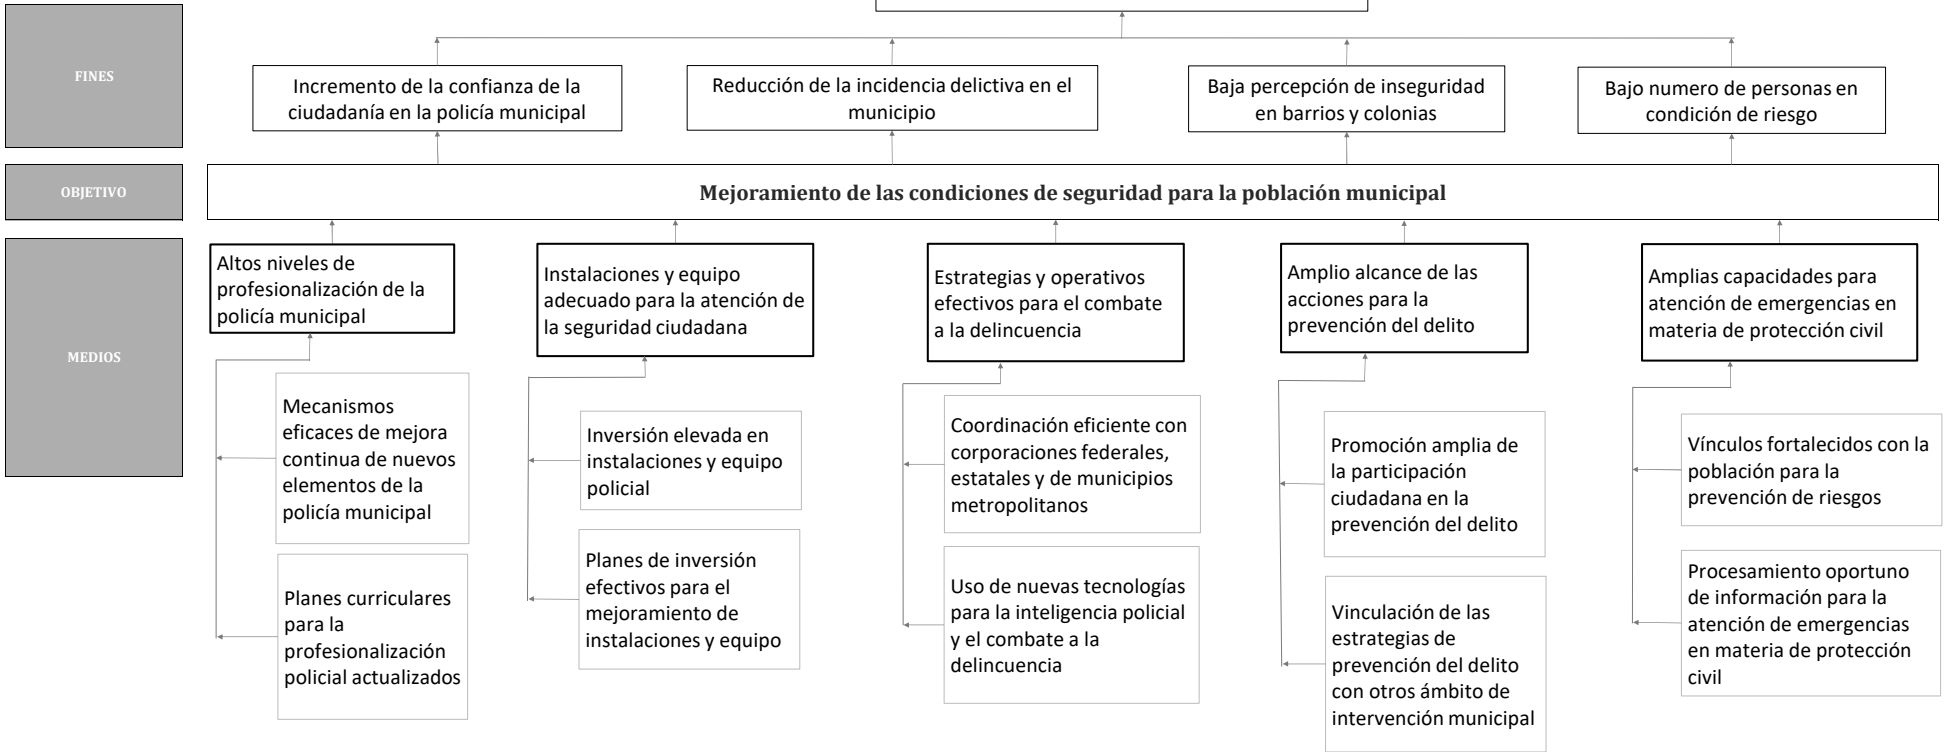 FINES
Incremento de la confianza de la
ciudadanía en la policía municipal
Reducción de la incidencia delictiva en el
municipio
Baja percepción de inseguridad
en barrios y colonias
Bajo numero de personas en
condición de riesgo
OBJETIVO
Mejoramiento de las condiciones de seguridad para la población municipal
MEDIOS
Altos niveles de
profesionalización de la
policía municipal
Mecanismos
eficaces de mejora
continua de nuevos
elementos de la
policía municipal
Planes curriculares
para la
profesionalización
policial actualizados
Instalaciones y equipo
adecuado para la atención de
la seguridad ciudadana
Inversión elevada en
instalaciones y equipo
policial
Planes de inversión
efectivos para el
mejoramiento de
instalaciones y equipo
Estrategias y operativos
efectivos para el combate
a la delincuencia
Coordinación eficiente con
corporaciones federales,
estatales y de municipios
metropolitanos
Uso de nuevas tecnologías
para la inteligencia policial
y el combate a la
delincuencia
Amplio alcance de las
acciones para la
prevención del delito
Promoción amplia de
la participación
ciudadana en la
prevención del delito
Vinculación de las
estrategias de
prevención del delito
con otros ámbito de
intervención municipal
Amplias capacidades para
atención de emergencias en
materia de protección civil
Vínculos fortalecidos con la
población para la
prevención de riesgos
Procesamiento oportuno
de información para la
atención de emergencias
en materia de protección
civil